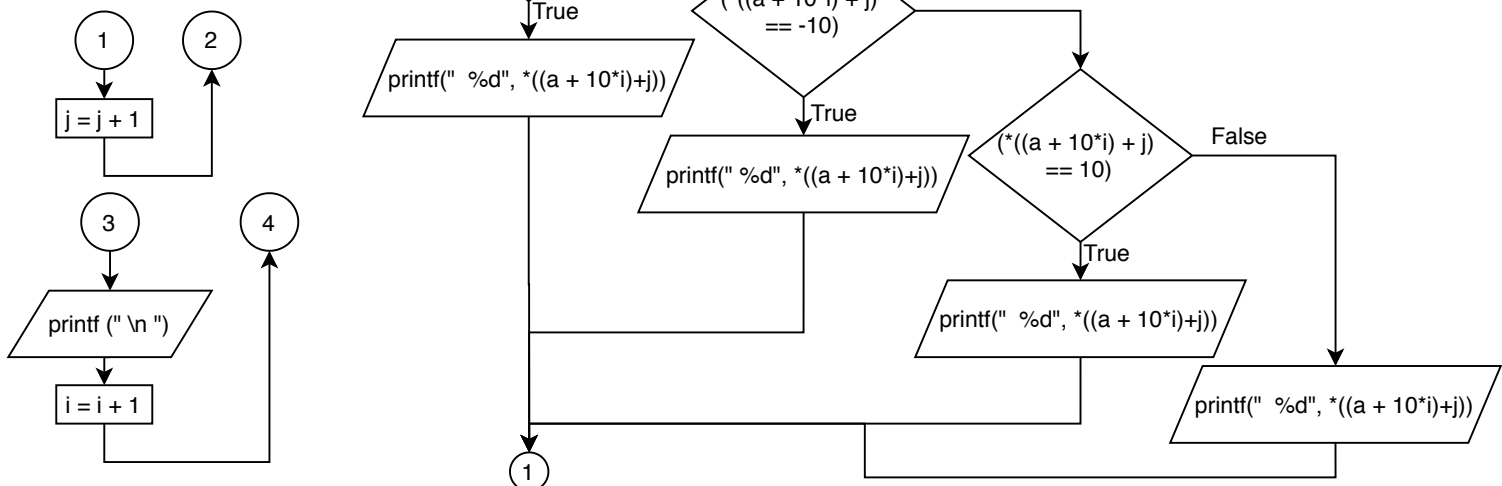 1
2
j = j + 1
3
4
printf (" \n ")
i = i + 1
True
printf("  %d", *((a + 10*i)+j))
(*((a + 10*i) + j)
== -10)
True
printf(" %d", *((a + 10*i)+j))
(*((a + 10*i) + j)
== 10)
False
True
printf("  %d", *((a + 10*i)+j))
printf("  %d", *((a + 10*i)+j))
1